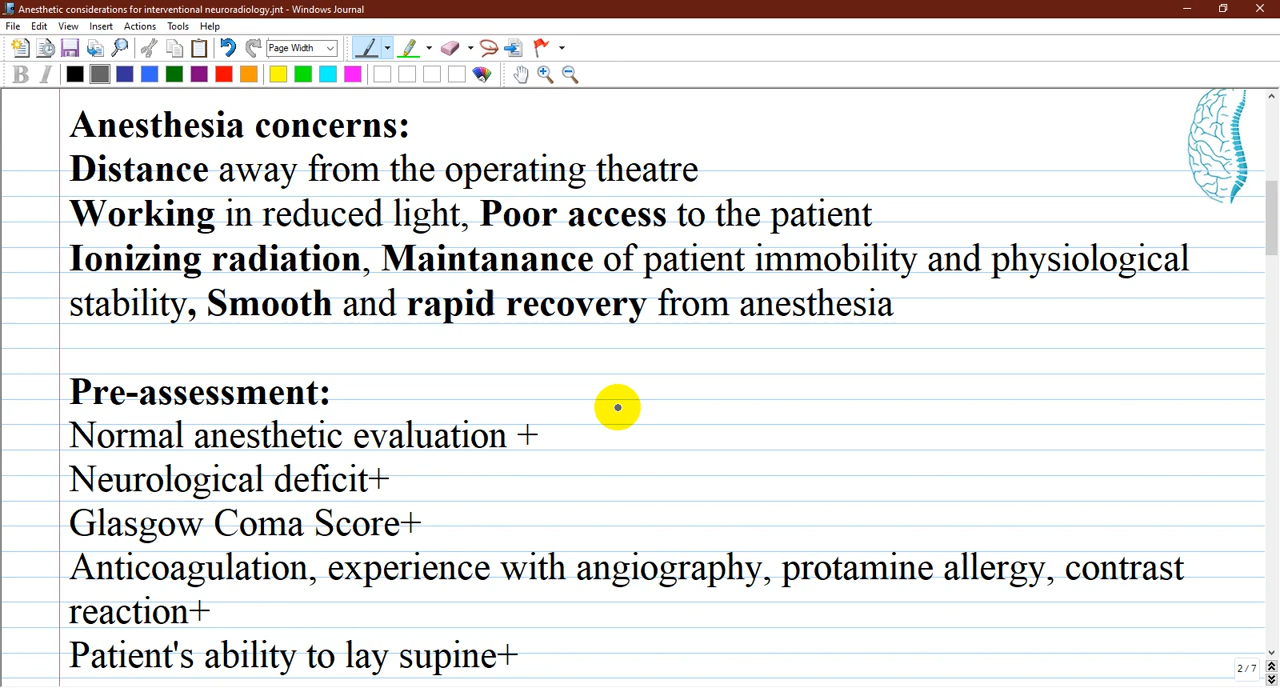 Anesthetic considerations for interventional neuroradiology.jnt - Windows Journal
File Edit View Insert Actions Tools Help
Page Width
B I
Anesthesia concerns:
Distance away from the operating theatre
Working in reduced light, Poor access to the patient
Ionizing radiation, Maintanance of patient immobility and physiological
stability, Smooth and rapid recovery from anesthesia
Pre-assessment:
Normal anesthetic evaluation +
Neurological deficit+
Glasgow Coma Score+
Anticoagulation, experience with angiography, protamine allergy, contrast
reaction+
Patient's ability to lay supine+
2 / 7